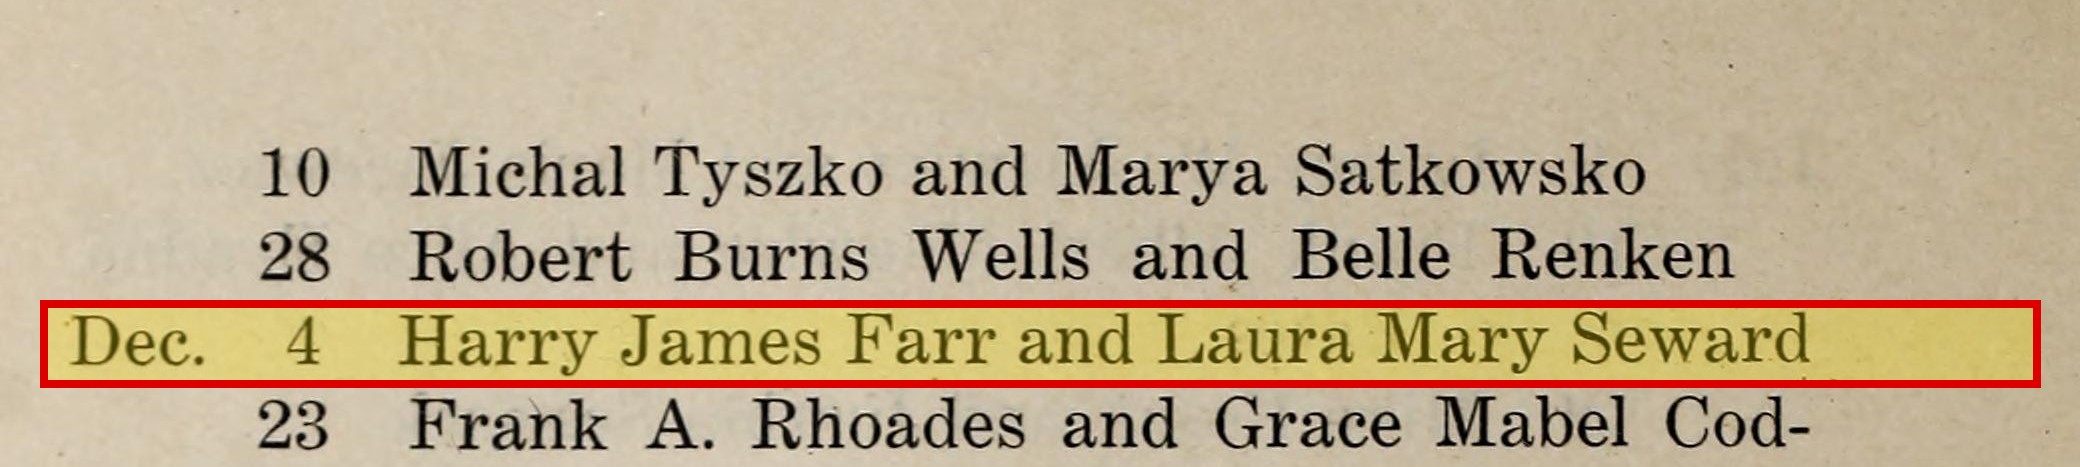 10 Michal Tyszko and Marya Satkowsko
28 Robert Burns Wells and Belle Renken
Dec. 4 Harry James Farr and Laura Mary Seward
23 Frank A. Rhoades and Grace Mabel Cod-